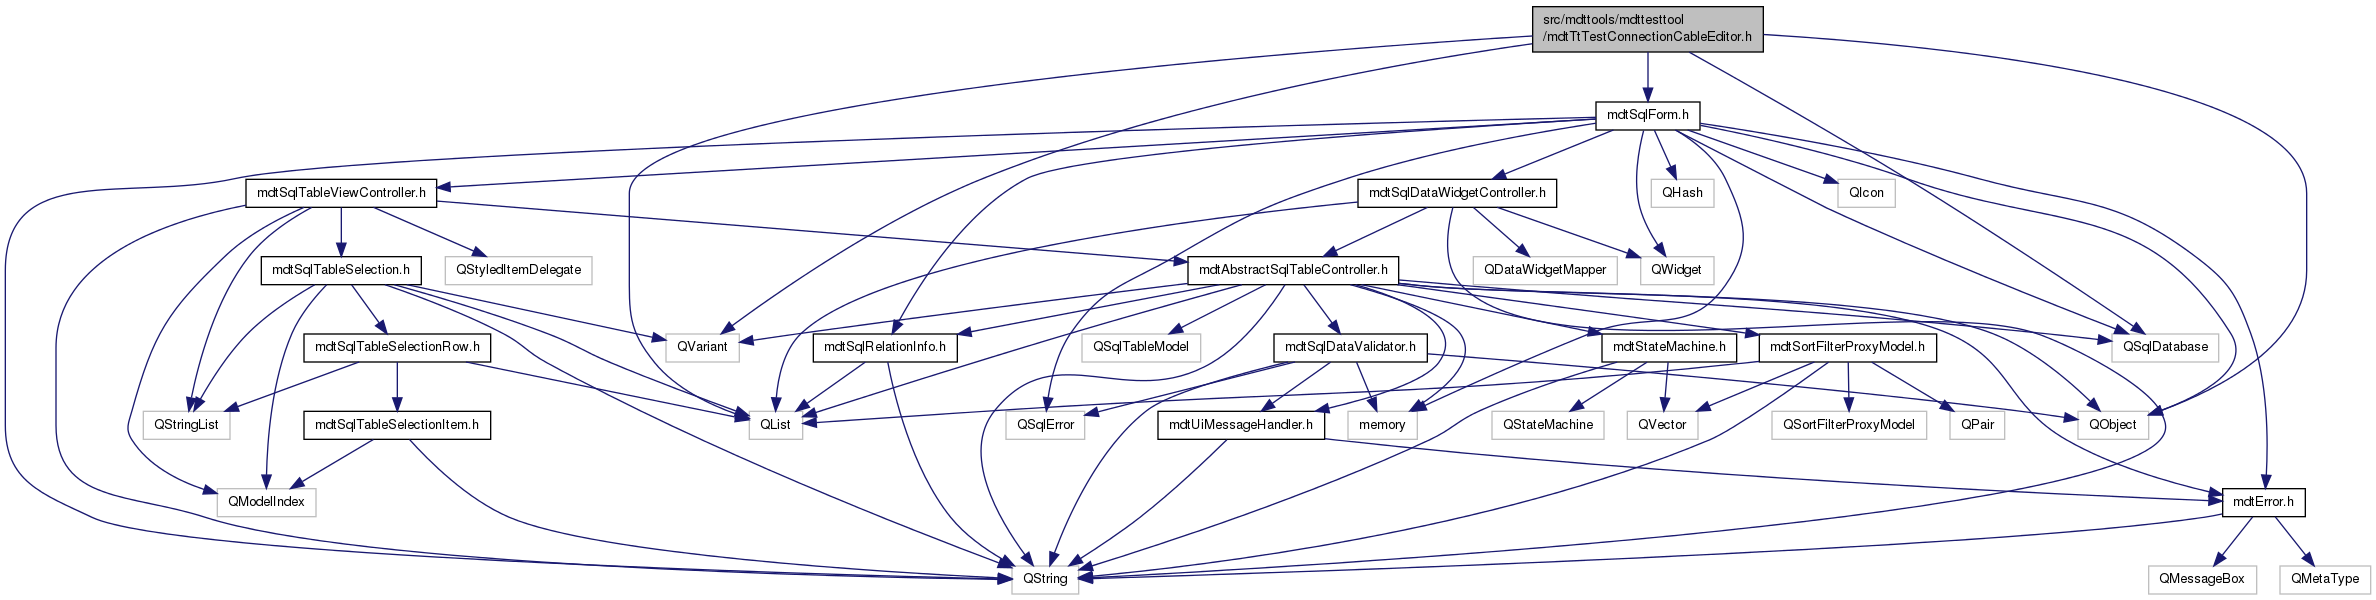 src/mdttools/mdttesttool
/mdtTtTestConnectionCableEditor.h
mdtSqlForm.h
mdtSqlTableViewController.h
mdtSqlDataWidgetController.h
QHash
QIcon
mdtSqlTableSelection.h
QStyledItemDelegate
mdtAbstractSqlTableController.h
QDataWidgetMapper
QWidget
mdtSqlTableSelectionRow.h
QVariant
mdtSqlRelationInfo.h
QSqlTableModel
mdtSqlDataValidator.h
mdtStateMachine.h
mdtSortFilterProxyModel.h
QSqlDatabase
QStringList
mdtSqlTableSelectionItem.h
QList
QSqlError
mdtUiMessageHandler.h
memory
QStateMachine
QVector
QSortFilterProxyModel
QPair
QObject
QModelIndex
mdtError.h
QString
QMessageBox
QMetaType